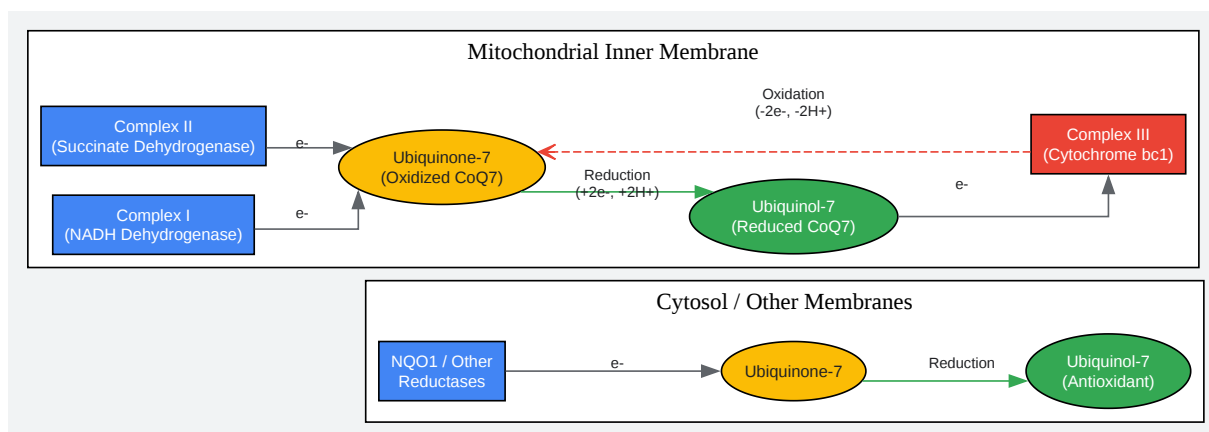 Mitochondrial Inner Membrane
Oxidation
(-2e-, -2H+)
Complex II
(Succinate Dehydrogenase)
e-
Ubiquinone-7
(Oxidized CoQ7)
Complex III
(Cytochrome bc1)
Reduction
(+2e-, +2H+)
Complex I
(NADH Dehydrogenase)
e-
Ubiquinol-7
(Reduced CoQ7)
e-
Cytosol / Other Membranes
NQO1 / Other
Reductases
e-
Ubiquinone-7
Reduction
Ubiquinol-7
(Antioxidant)